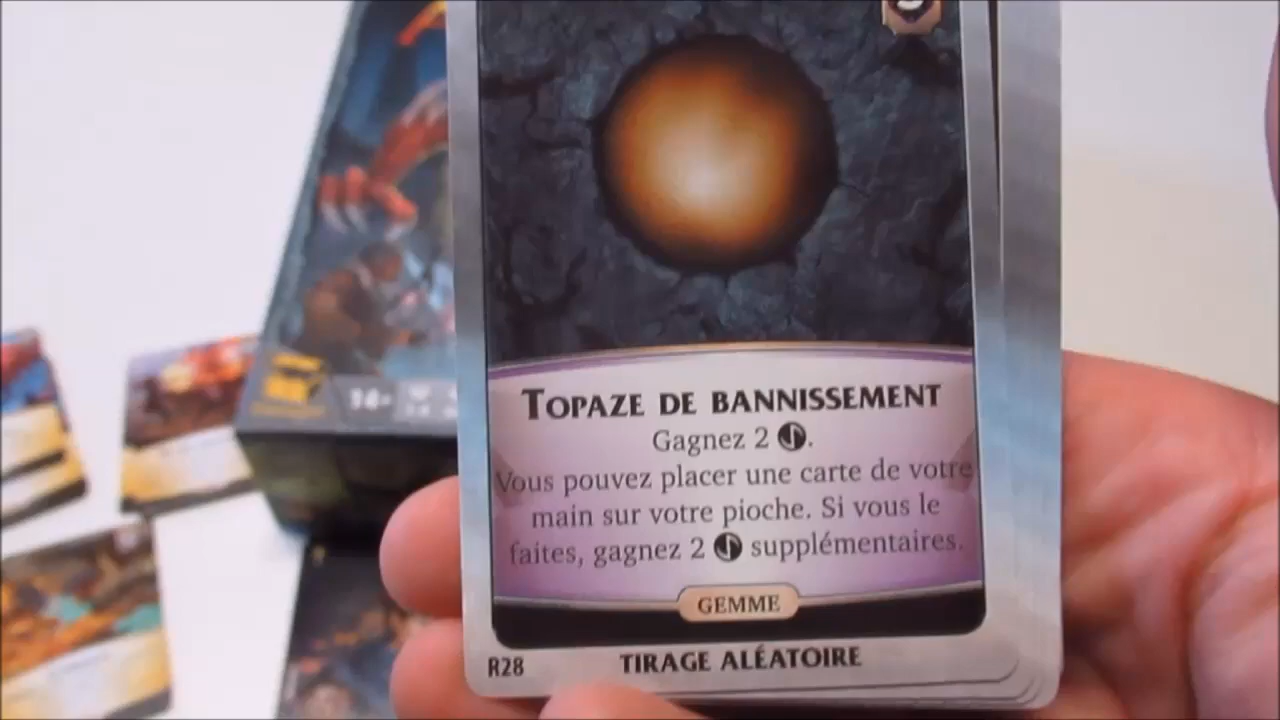 TOPAZE DE BANNISSEMENT
Gagnez 2 .
Vous pouvez placer une carte de votre
main sur votre pioche. Si vous le
faites, gagnez 2 supplémentaires.
GEMME
R28 TIRAGE ALÉATOIRE
14+